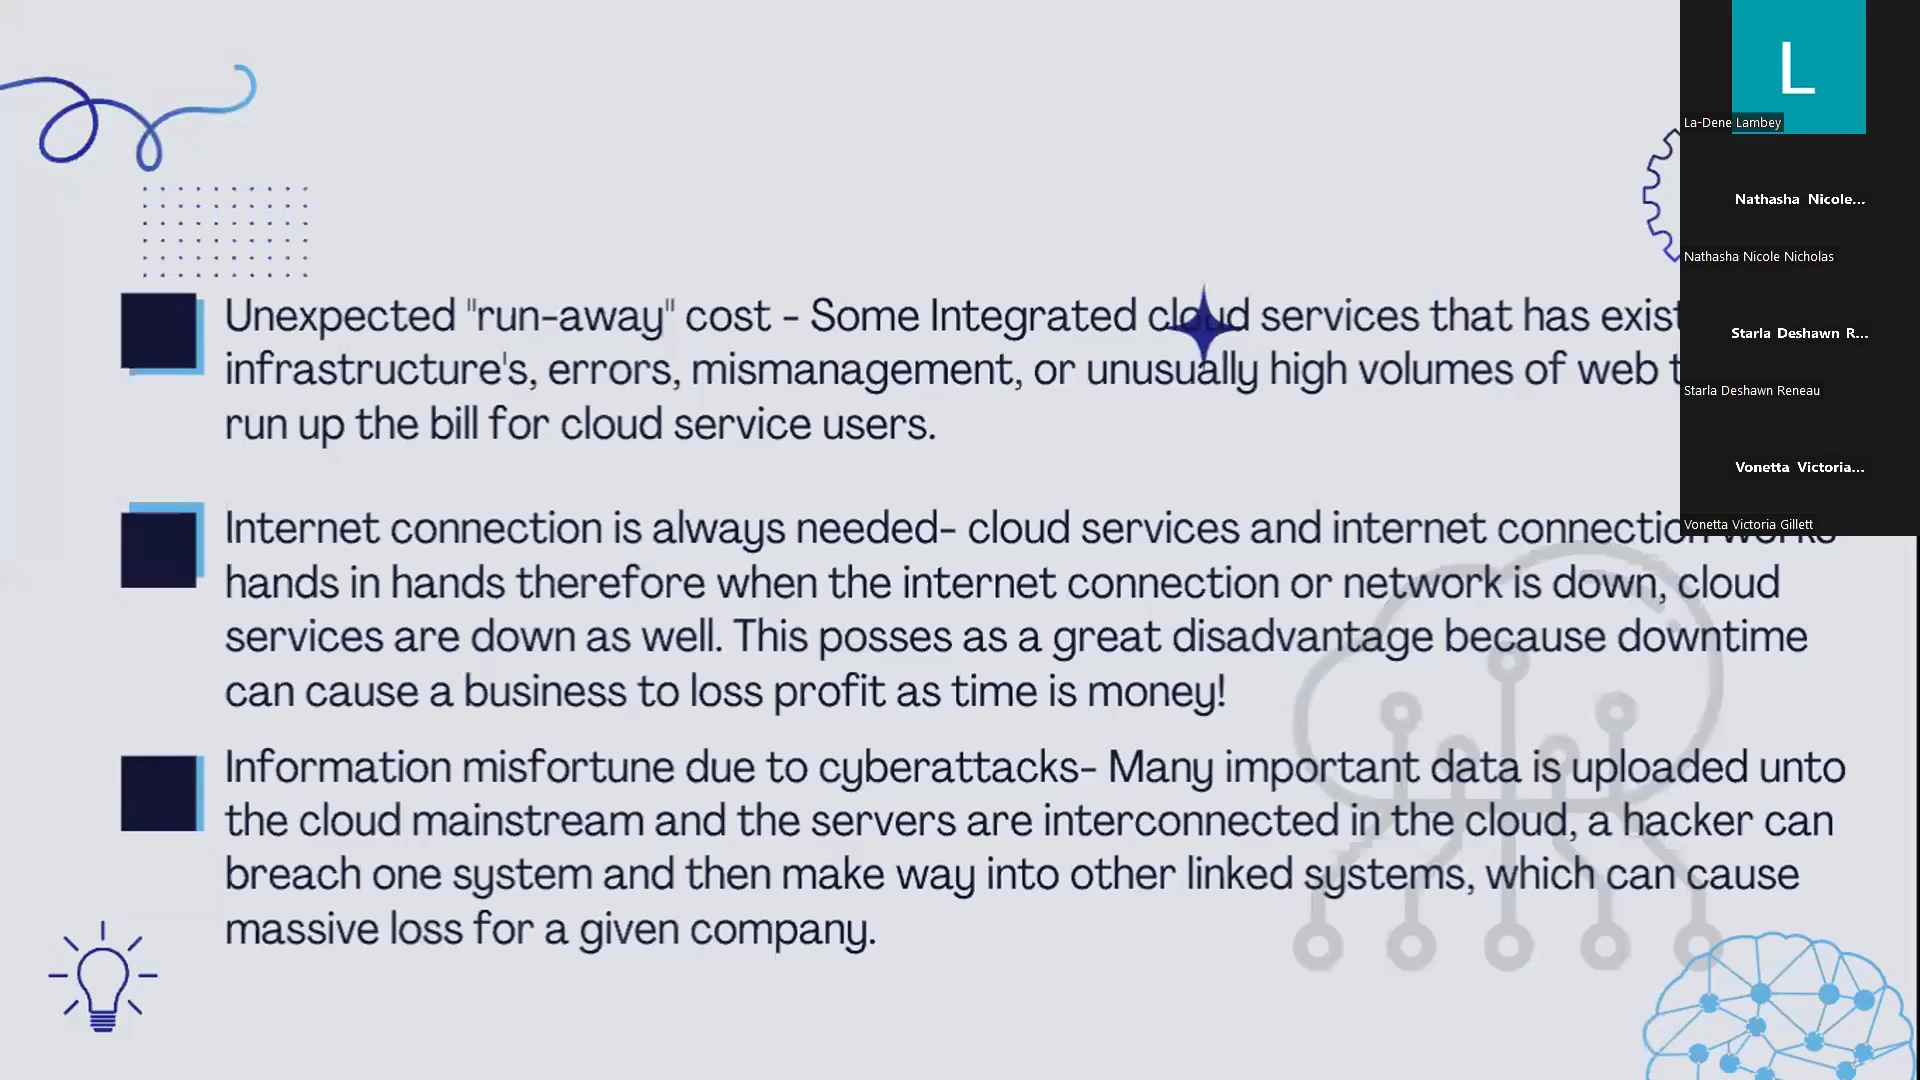 Unexpected "run-away" cost - Some Integrated cloud services that has exist
infrastructure's, errors, mismanagement, or unusually high volumes of web
run up the bill for cloud service users.
Internet connection is always needed- cloud services and internet connection works
hands in hands therefore when the internet connection or network is down, cloud
services are down as well. This posses as a great disadvantage because downtime
can cause a business to loss profit as time is money!
Information misfortune due to cyberattacks- Many important data is uploaded unto
the cloud mainstream and the servers are interconnected in the cloud, a hacker can
breach one system and then make way into other linked systems, which can cause
massive loss for a given company.
L
La-Dene Lambey
Nathasha Nicole...
Nathasha Nicole Nicholas
Starla Deshawn R...
Starla Deshawn Reneau
Vonetta Victoria...
Vonetta Victoria Gillett